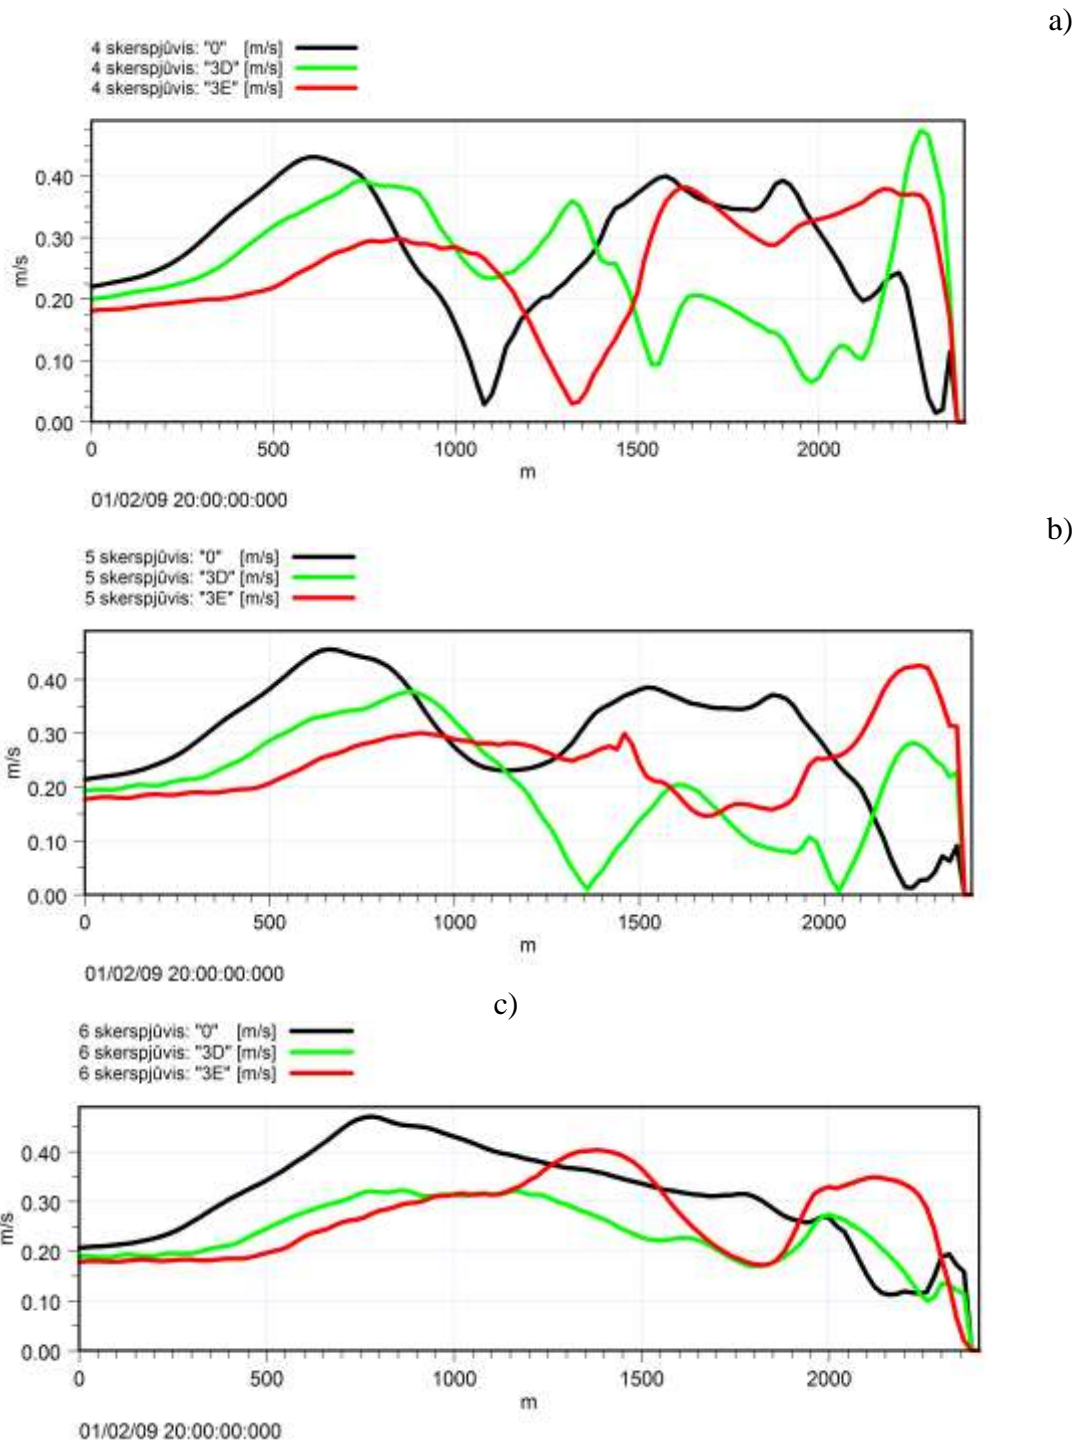 a)
4 skerspjūvis: "0" [m/s]
4 skerspjūvis: "3D" [m/s]
4 skerspjūvis: "3E" [m/s]
0.40
0.30
0.20
0.10
0.00
m/s
0 500 1000 1500 2000
m
01/02/09 20:00:00:000
b)
5 skerspjūvis: "0" [m/s]
5 skerspjūvis: "3D" [m/s]
5 skerspjūvis: "3E" [m/s]
0.40
0.30
0.20
0.10
0.00
m/s
0 500 1000 1500 2000
m
01/02/09 20:00:00:000
c)
6 skerspjūvis: "0" [m/s]
6 skerspjūvis: "3D" [m/s]
6 skerspjūvis: "3E" [m/s]
0.40
0.30
0.20
0.10
0.00
m/s
0 500 1000 1500 2000
m
01/02/09 20:00:00:000